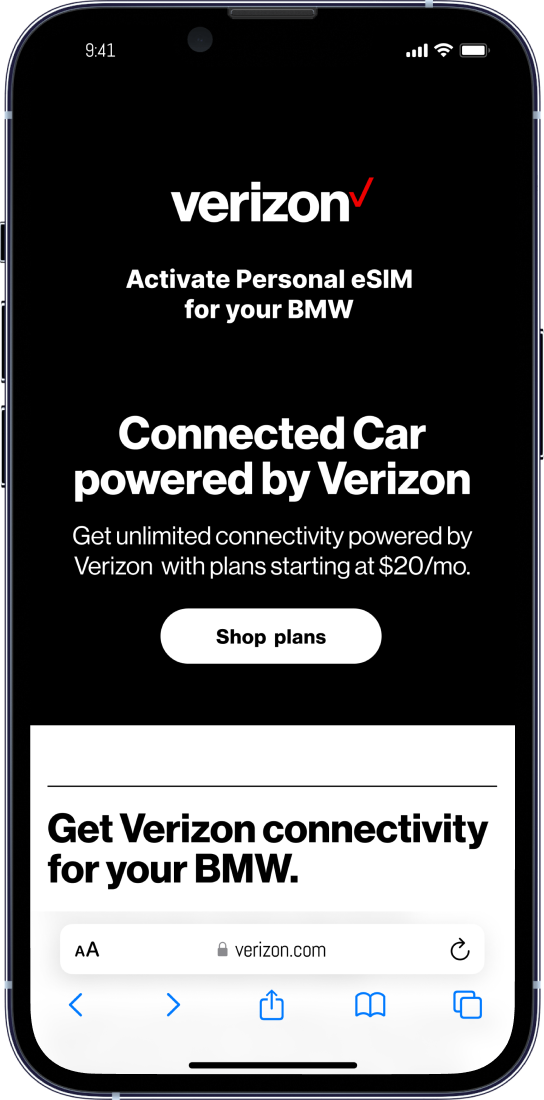 9:41
verizon
Activate Personal eSIM
for your BMW
Connected Car
powered by Verizon
Get unlimited connectivity powered by
Verizon with plans starting at $20/mo.
Shop plans
Get Verizon connectivity
for your BMW.
AA verizon.com